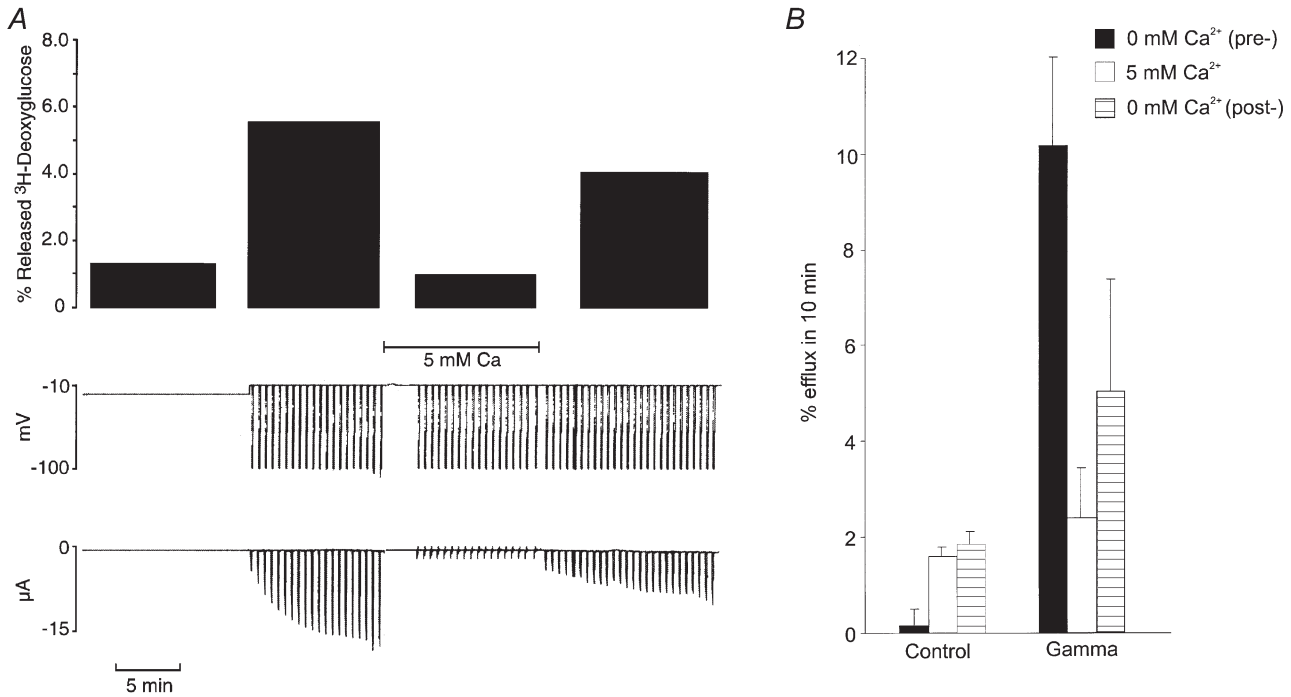 A
% Released ³H-Deoxyglucose
8.0
6.0
4.0
2.0
0
5 mM Ca
mV
-10
-100
µA
0
-15
5 min
B
0 mM Ca²⁺ (pre-)
5 mM Ca²⁺
0 mM Ca²⁺ (post-)
% efflux in 10 min
12
10
8
6
4
2
0
Control
Gamma